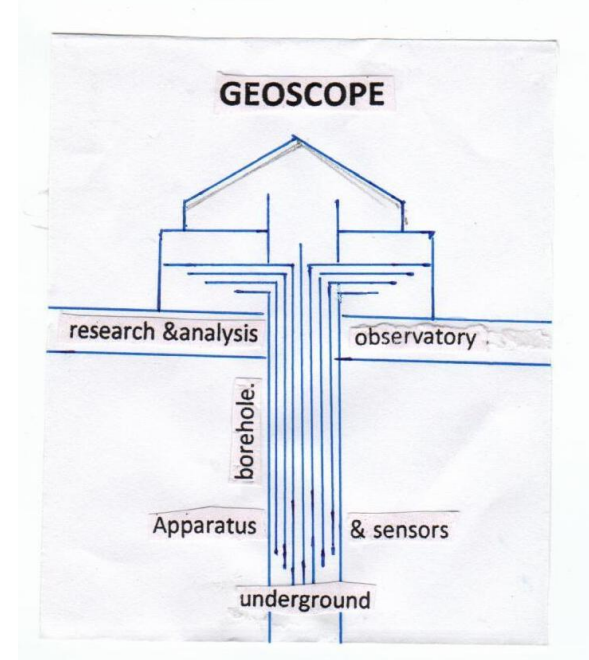 GEOSCOPE
research &analysis
observatory
borehole.
Apparatus
& sensors
underground